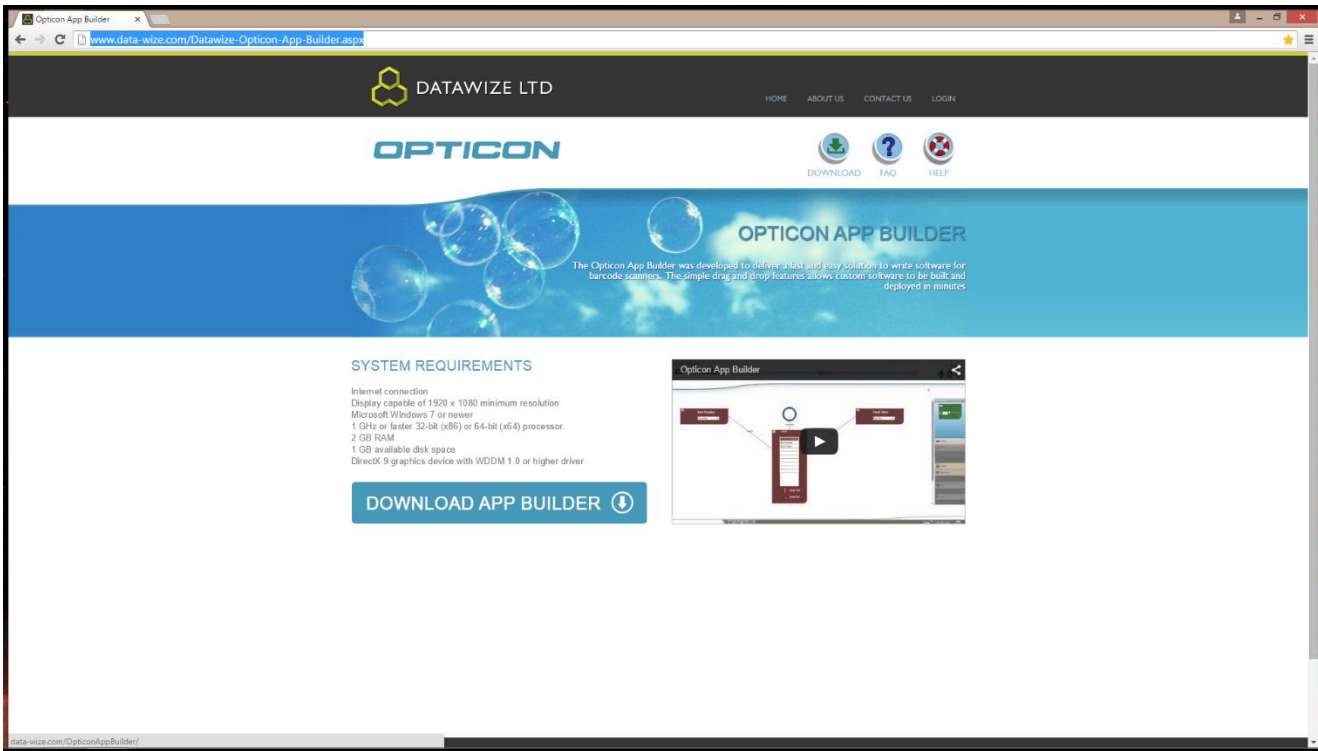 Opticon App Builder
www.data-wize.com/Datawize-Opticon-App-Builder.aspx
DATAWIZE LTD
HOME ABOUT US CONTACT US LOGIN
OPTICON
DOWNLOAD FAQ HELP
OPTICON APP BUILDER
The Opticon App Builder was developed to deliver a fast and easy solution to write software for
barcode scanners. The simple drag and drop features allows custom software to be built and
deployed in minutes
SYSTEM REQUIREMENTS
Internet connection
Display capable of 1920 x 1080 minimum resolution
Microsoft Windows 7 or newer
1 GHz or faster 32-bit (x86) or 64-bit (x64) processor.
2 GB RAM
1 GB available disk space
DirectX 9 graphics device with WDDM 1.0 or higher driver
DOWNLOAD APP BUILDER
Opticon App Builder
data-wize.com/OpticonAppBuilder/